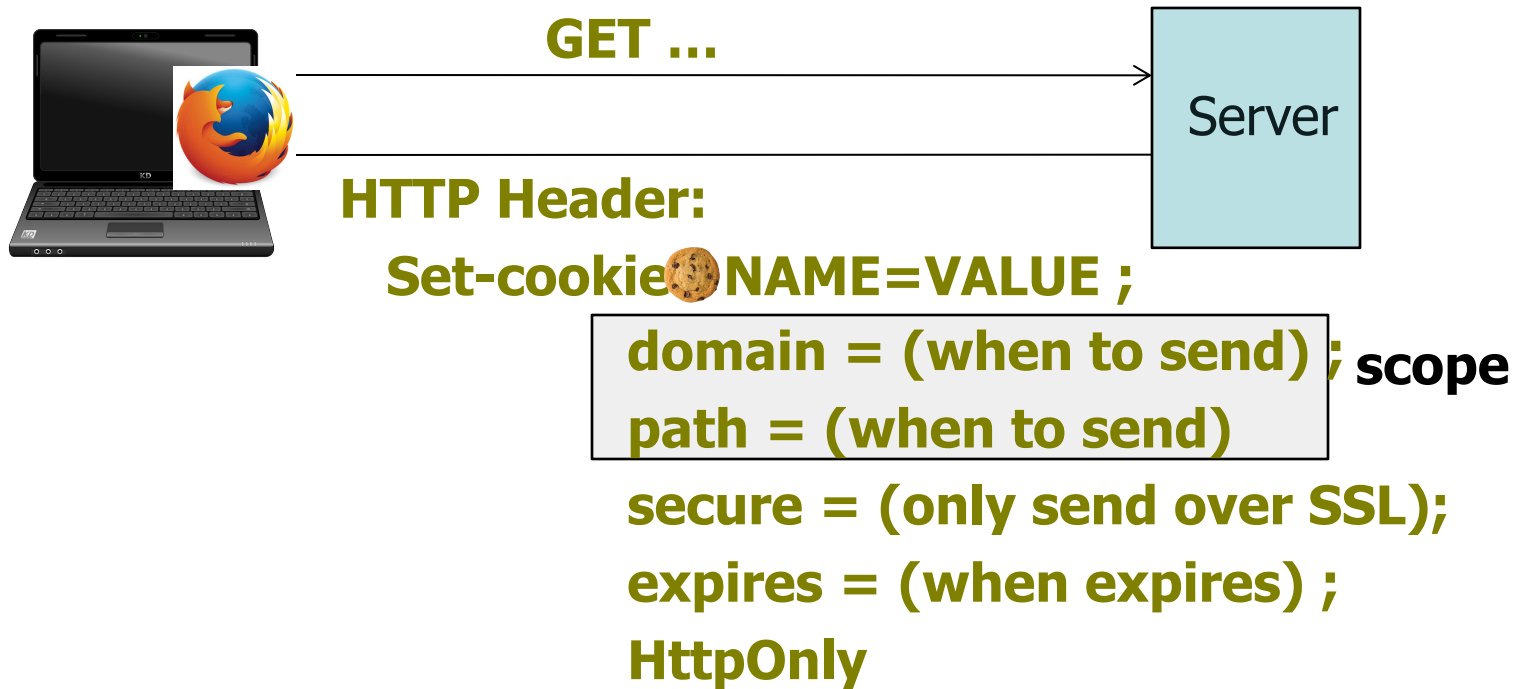 GET ...
Server
HTTP Header:
Set-cookie NAME=VALUE ;
domain = (when to send) ;
scope
path = (when to send)
secure = (only send over SSL);
expires = (when expires) ;
HttpOnly